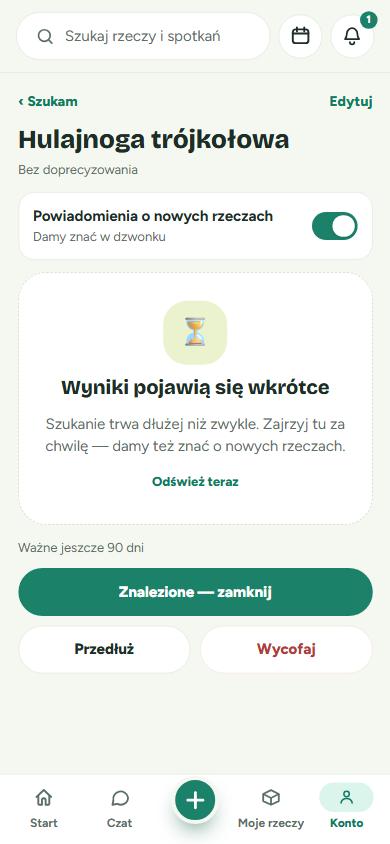 Szukaj rzeczy i spotkań
1
‹ Szukam
Edytuj
Hulajnoga trójkołowa
Bez doprecyzowania
Powiadomienia o nowych rzeczach
Damy znać w dzwonku
Wyniki pojawią się wkrótce
Szukanie trwa dłużej niż zwykle. Zajrzyj tu za
chwilę — damy też znać o nowych rzeczach.
Odśwież teraz
Ważne jeszcze 90 dni
Znalezione — zamknij
Przedłuż
Wycofaj
Start
Czat
Moje rzeczy
Konto